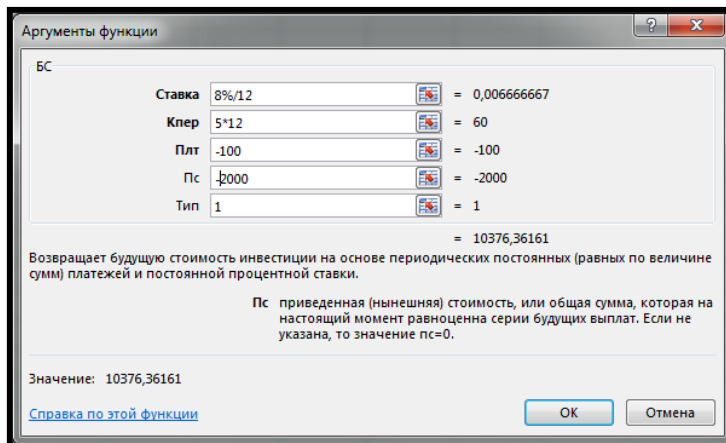 Аргументы функции
?
БС
Ставка 8%/12 = 0,006666667
Кпер 5*12 = 60
Плт -100 = -100
Пс -2000 = -2000
Тип 1 = 1
= 10376,36161
Возвращает будущую стоимость инвестиции на основе периодических постоянных (равных по величине
сумм) платежей и постоянной процентной ставки.
Пс приведенная (нынешняя) стоимость, или общая сумма, которая на
настоящий момент равноценна серии будущих выплат. Если не
указана, то значение пс=0.
Значение: 10376,36161
Справка по этой функции
ОК Отмена